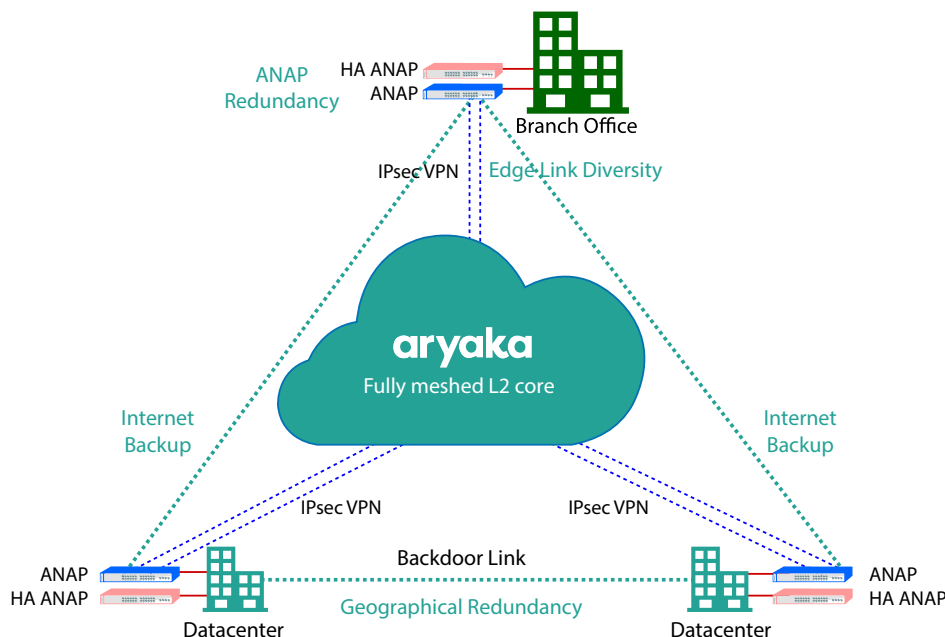 HA ANAP
ANAP
Redundancy
ANAP
Branch Office
IPsec VPN
Edge Link Diversity
aryaka
Fully meshed L2 core
Internet
Backup
Internet
Backup
IPsec VPN
IPsec VPN
Backdoor Link
ANAP
HA ANAP
ANAP
HA ANAP
Geographical Redundancy
Datacenter
Datacenter